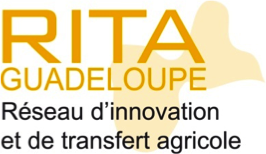 RITA
GUADELOUPE
Réseau d'innovation
et de transfert agricole